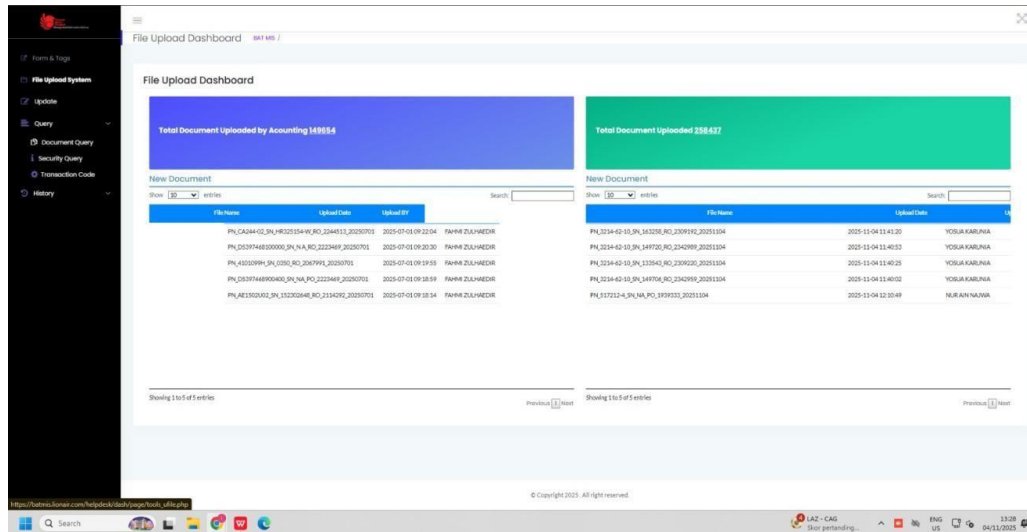 File Upload Dashboard BAT MIS /
Form & Tags
File Upload System
Update
Query
Document Query
Security Query
Transaction Code
History
File Upload Dashboard
Total Document Uploaded by Acounting 149654
New Document
Show 10 entries
Search:
File Name Upload Date Upload BY
PN_CA244-02_SN_HR325154-W_RO_2244513_20250701 2025-07-01 09:22:04 FAHMI ZULHAEDIR
PN_D5397468100000_SN_N A_RO_2223469_20250701 2025-07-01 09:20:30 FAHMI ZULHAEDIR
PN_4101099H_SN_0350_RO_2067991_20250701 2025-07-01 09:19:55 FAHMI ZULHAEDIR
PN_D5397468900400_SN_NA_PO_2223469_20250701 2025-07-01 09:18:59 FAHMI ZULHAEDIR
PN_AE1502U02_SN_152302648_RO_2114292_20250701 2025-07-01 09:18:14 FAHMI ZULHAEDIR
Showing 1 to 5 of 5 entries
Previous 1 Next
Total Document Uploaded 258437
New Document
Show 10 entries
Search:
File Name Upload Date Up
PN_3214-62-10_SN_163258_RO_2309192_20251104 2025-11-04 11:41:20 YOSUA KARUNIA
PN_3214-62-10_SN_149720_RO_2342989_20251104 2025-11-04 11:40:53 YOSUA KARUNIA
PN_3214-62-10_SN_133543_RO_2309220_20251104 2025-11-04 11:40:25 YOSUA KARUNIA
PN_3214-62-10_SN_149706_RO_2342959_20251104 2025-11-04 11:40:02 YOSUA KARUNIA
PN_517212-4_SN_NA_PO_1939333_20251104 2025-11-04 12:10:49 NUR AIN NAJWA
Showing 1 to 5 of 5 entries
Previous 1 Next
© Copyright 2025. All right reserved.
https://batmis.lionair.com/helpdesk/dash/page/tools_ufile.php
Search
LAZ - CAG
Skor pertanding...
ENG
US
13:28
04/11/2025